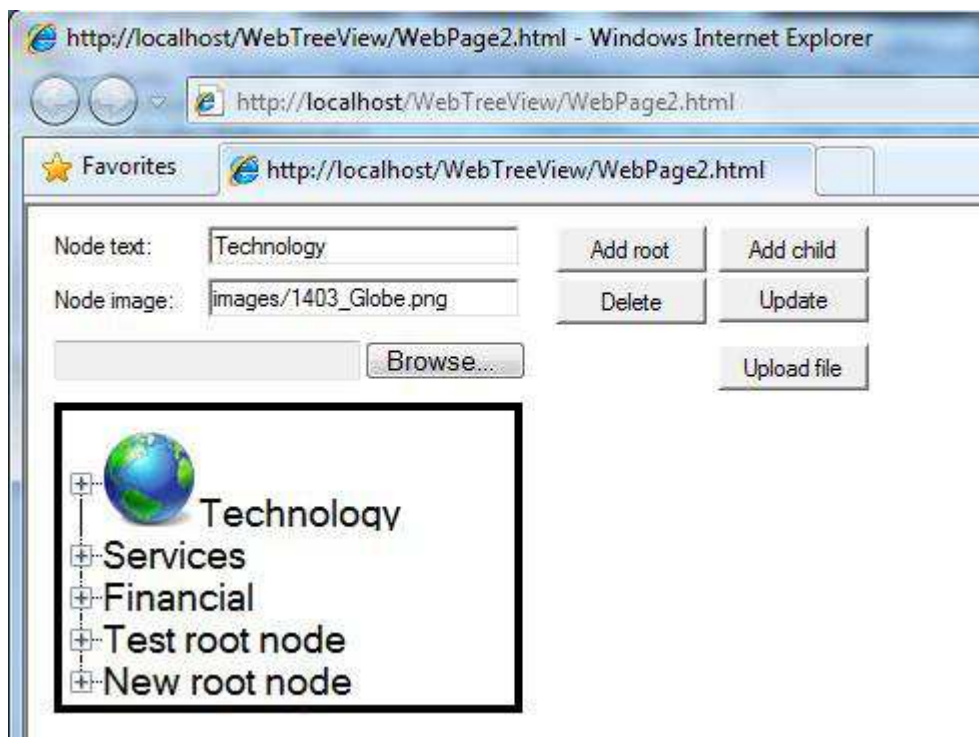 http://localhost/WebTreeView/WebPage2.html - Windows Internet Explorer
http://localhost/WebTreeView/WebPage2.html
Favorites http://localhost/WebTreeView/WebPage2.html
Node text: Technology Add root Add child
Node image: images/1403_Globe.png Delete Update
Browse... Upload file
Technology
Services
Financial
Test root node
New root node